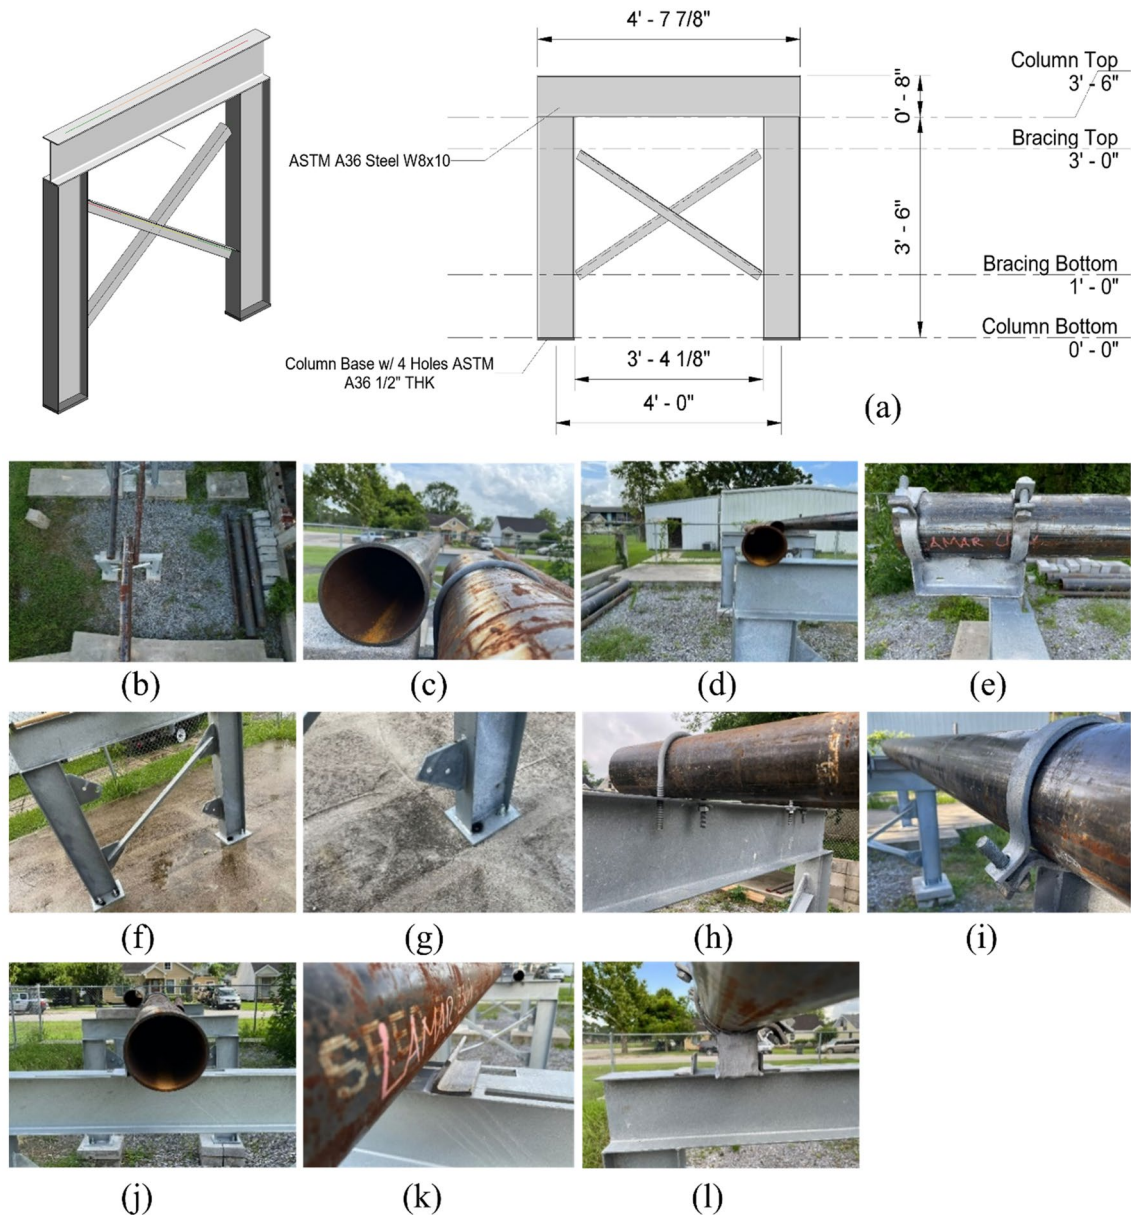 4' - 7 7/8"
Column Top
3' - 6"
0' - 8"
Bracing Top
3' - 0"
ASTM A36 Steel W8x10
3' - 6"
Bracing Bottom
1' - 0"
Column Bottom
0' - 0"
Column Base w/ 4 Holes ASTM
A36 1/2" THK
3' - 4 1/8"
4' - 0"
(a)
AMAR
(b)
(c)
(d)
(e)
(f)
(g)
(h)
(i)
LAMAR
(j)
(k)
(l)